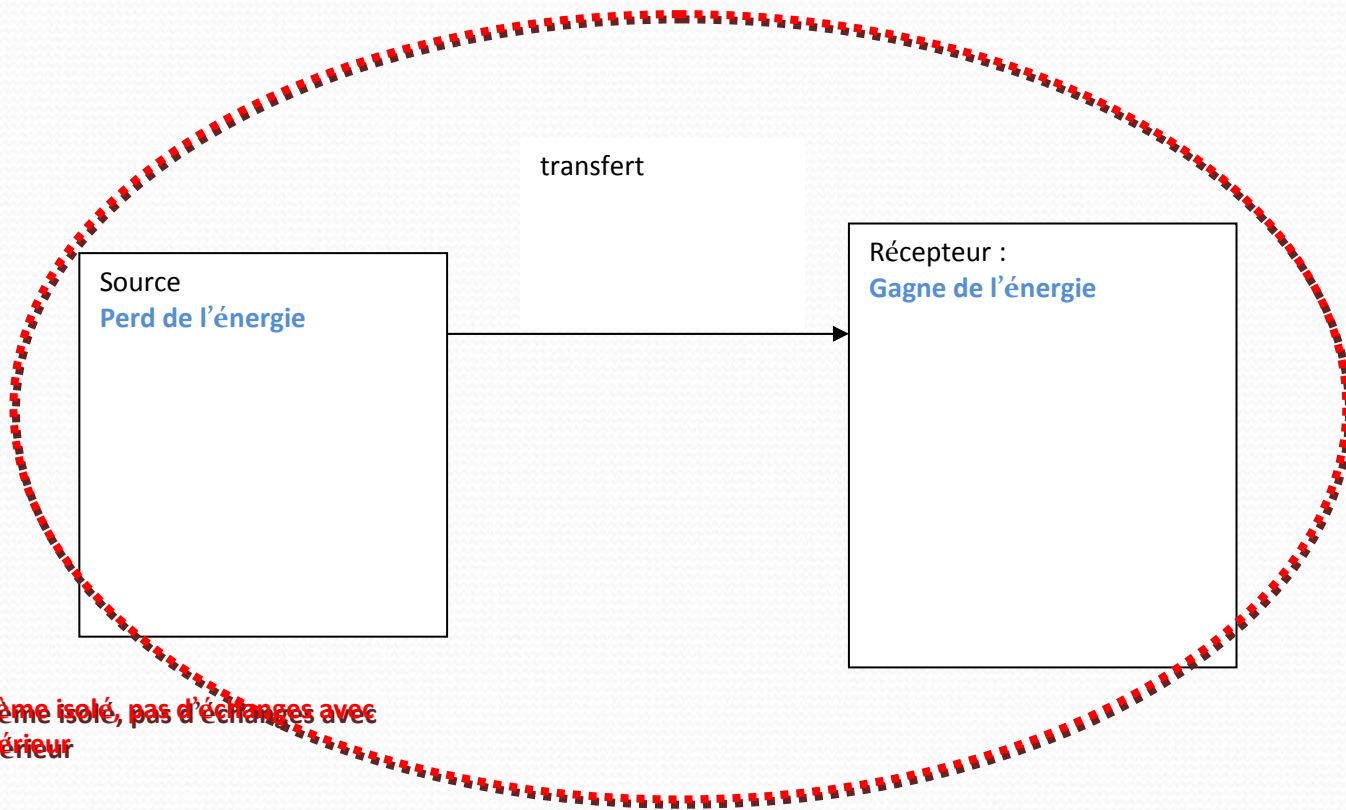 transfert
Source
Perd de l’énergie
Récepteur :
Gagne de l’énergie
ème isolé, pas d’échanges avec
érieur